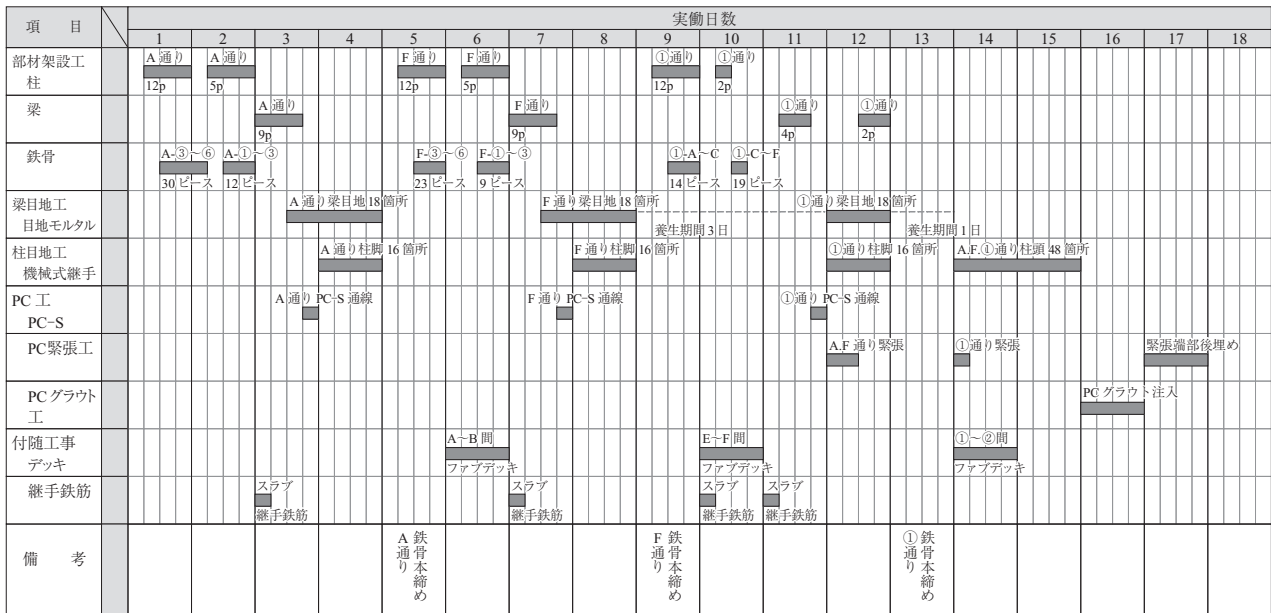 項　目
実働日数
1 2 3 4 5 6 7 8 9 10 11 12 13 14 15 16 17 18
部材架設工
柱
A 通り
12p
A 通り
5p
F 通り
12p
F 通り
5p
①通り
12p
①通り
2p
梁
A 通り
9p
F 通り
9p
①通り
4p
①通り
2p
鉄骨
A-③～⑥
30 ピース
A-①～③
12 ピース
F-③～⑥
23 ピース
F-①～③
9 ピース
①-A～C
14 ピース
①-C～F
19 ピース
梁目地工
目地モルタル
A 通り梁目地 18 箇所
F 通り梁目地 18 箇所
養生期間 3 日
①通り梁目地 18 箇所
養生期間 1 日
柱目地工
機械式継手
A 通り柱脚 16 箇所
F 通り柱脚 16 箇所
①通り柱脚 16 箇所
A.F.④通り柱頭 48 箇所
PC 工
PC-S
A 通り PC-S 通線
F 通り PC-S 通線
①通り PC-S 通線
PC緊張工
A.F 通り緊張
①通り緊張
緊張端部後埋め
PC グラウト
工
PC グラウト注入
付随工事
デッキ
A～B 間
ファブデッキ
E～F 間
ファブデッキ
①～②間
ファブデッキ
継手鉄筋
スラブ
継手鉄筋
スラブ
継手鉄筋
スラブ
継手鉄筋
スラブ
継手鉄筋
備　考
A 通り
鉄骨本締め
F 通り
鉄骨本締め
①通り
鉄骨本締め